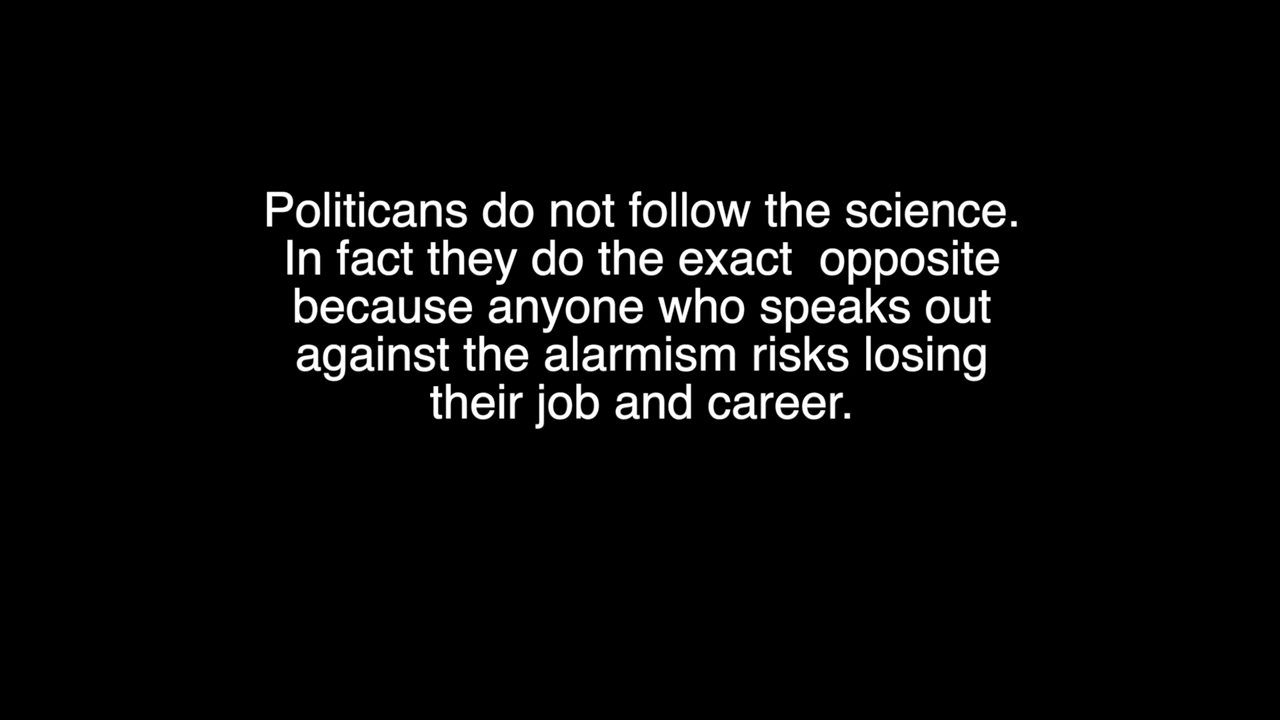 Politicans do not follow the science.
In fact they do the exact  opposite
because anyone who speaks out
against the alarmism risks losing
their job and career.